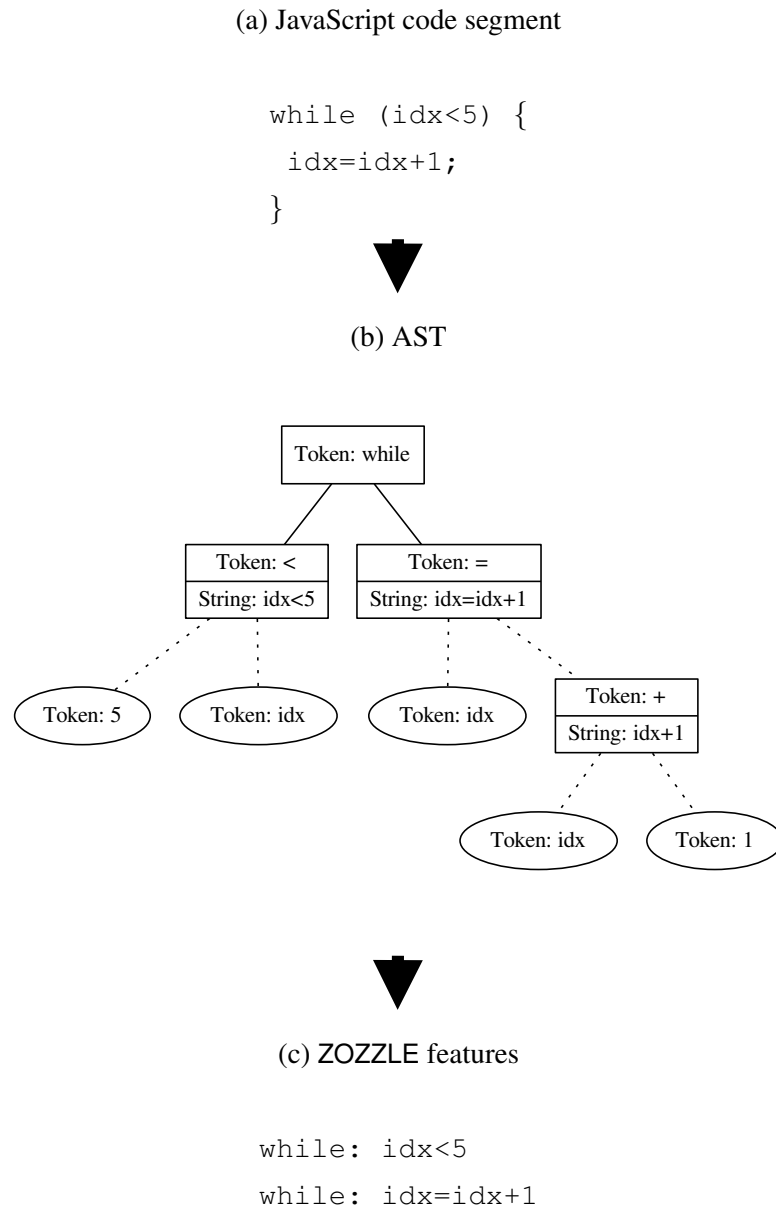 (a) JavaScript code segment
while (idx<5) {
 idx=idx+1;
}
(b) AST
Token: while
Token: <
Token: =
String: idx<5
String: idx=idx+1
Token: 5
Token: idx
Token: idx
Token: +
String: idx+1
Token: idx
Token: 1
(c) ZOZZLE features
while: idx<5
while: idx=idx+1